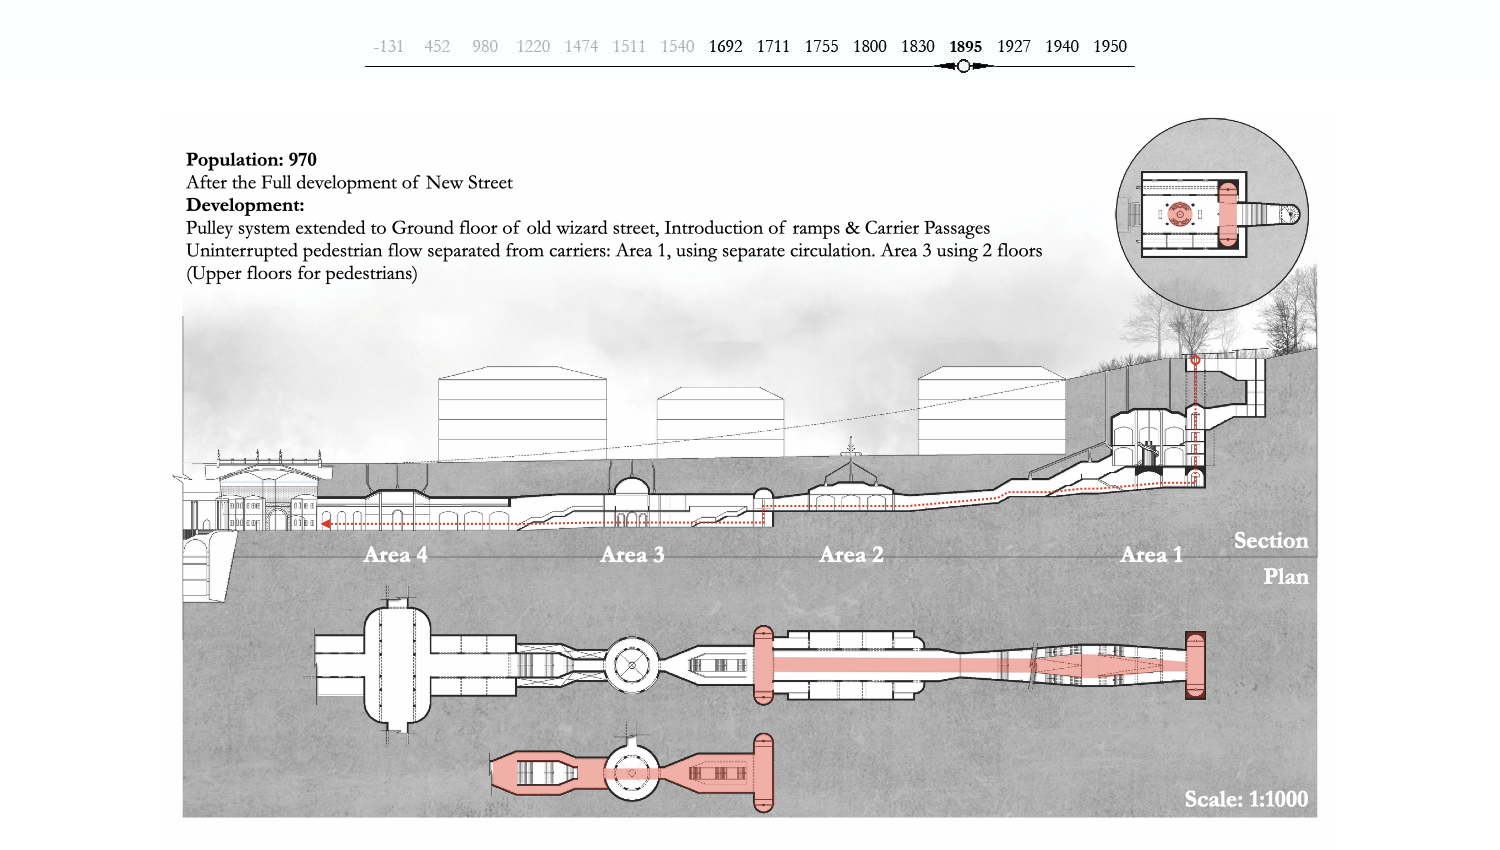 -131 452 980 1220 1474 1511 1540 1692 1711 1755 1800 1830 1895 1927 1940 1950
Population: 970
After the Full development of New Street
Development:
Pulley system extended to Ground floor of old wizard street, Introduction of ramps & Carrier Passages
Uninterrupted pedestrian flow separated from carriers: Area 1, using separate circulation. Area 3 using 2 floors
(Upper floors for pedestrians)
Section
Area 4 Area 3 Area 2 Area 1
Plan
Scale: 1:1000